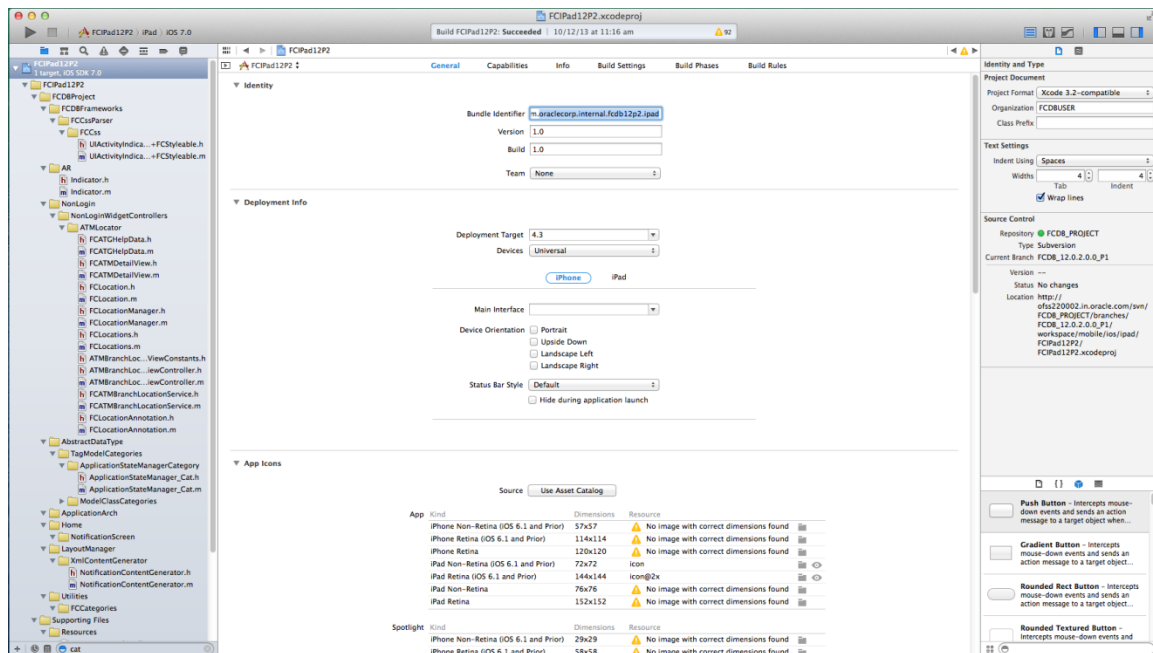 FCIPad12P2.xcodeproj
FCIPad12P2 iPad iOS 7.0
Build FCIPad12P2: Succeeded | 10/12/13 at 11:16 am 92
FCIPad12P2
1 target, iOS SDK 7.0
FCIPad12P2
FCDBProject
FCDBFrameworks
FCCssParser
FCCss
UIActivityIndica...+FCStyleable.h
UIActivityIndica...+FCStyleable.m
AR
Indicator.h
Indicator.m
NonLogin
NonLoginWidgetControllers
ATMLocator
FCATGHelpData.h
FCATGHelpData.m
FCATMDetailView.h
FCATMDetailView.m
FCLocation.h
FCLocation.m
FCLocationManager.h
FCLocationManager.m
FCLocations.h
FCLocations.m
ATMBranchLoc...ViewConstants.h
ATMBranchLoc...iewController.h
ATMBranchLoc...iewController.m
FCATMBranchLocationService.h
FCATMBranchLocationService.m
FCLocationAnnotation.h
FCLocationAnnotation.m
AbstractDataType
TagModelCategories
ApplicationStateManagerCategory
ApplicationStateManager_Cat.h
ApplicationStateManager_Cat.m
ModelClassCategories
ApplicationArch
Home
NotificationScreen
LayoutManager
XmlContentGenerator
NotificationContentGenerator.h
NotificationContentGenerator.m
Utilities
FCCategories
Supporting Files
Resources
cat
FCIPad12P2
FCIPad12P2
General Capabilities Info Build Settings Build Phases Build Rules
Identity
Bundle Identifier m.oraclecorp.internal.fcdb12p2.ipad
Version 1.0
Build 1.0
Team None
Deployment Info
Deployment Target 4.3
Devices Universal
iPhone iPad
Main Interface
Device Orientation Portrait
Upside Down
Landscape Left
Landscape Right
Status Bar Style Default
Hide during application launch
App Icons
Source Use Asset Catalog
App Kind Dimensions Resource
iPhone Non-Retina (iOS 6.1 and Prior) 57x57 No image with correct dimensions found
iPhone Retina (iOS 6.1 and Prior) 114x114 No image with correct dimensions found
iPhone Retina 120x120 No image with correct dimensions found
iPad Non-Retina (iOS 6.1 and Prior) 72x72 icon
iPad Retina (iOS 6.1 and Prior) 144x144 icon@2x
iPad Non-Retina 76x76 No image with correct dimensions found
iPad Retina 152x152 No image with correct dimensions found
Spotlight Kind Dimensions Resource
iPhone Non-Retina (iOS 6.1 and Prior) 29x29 No image with correct dimensions found
iPhone Retina (iOS 6.1 and Prior) 58x58 No image with correct dimensions found
Identity and Type
Project Document
Project Format Xcode 3.2-compatible
Organization FCDBUSER
Class Prefix
Text Settings
Indent Using Spaces
Widths 4 4
Tab Indent
Wrap lines
Source Control
Repository FCDB_PROJECT
Type Subversion
Current Branch FCDB_12.0.2.0.0_P1
Version --
Status No changes
Location http://
ofss220002.in.oracle.com/svn/
FCDB_PROJECT/branches/
FCDB_12.0.2.0.0_P1/
workspace/mobile/ios/ipad/
FCIPad12P2/
FCIPad12P2.xcodeproj
Push Button - Intercepts mouse-
down events and sends an action
message to a target object when...
Gradient Button - Intercepts
mouse-down events and sends an
action message to a target object...
Rounded Rect Button - Intercepts
mouse-down events and sends an
action message to a target object...
Rounded Textured Button -
Intercepts mouse-down events and